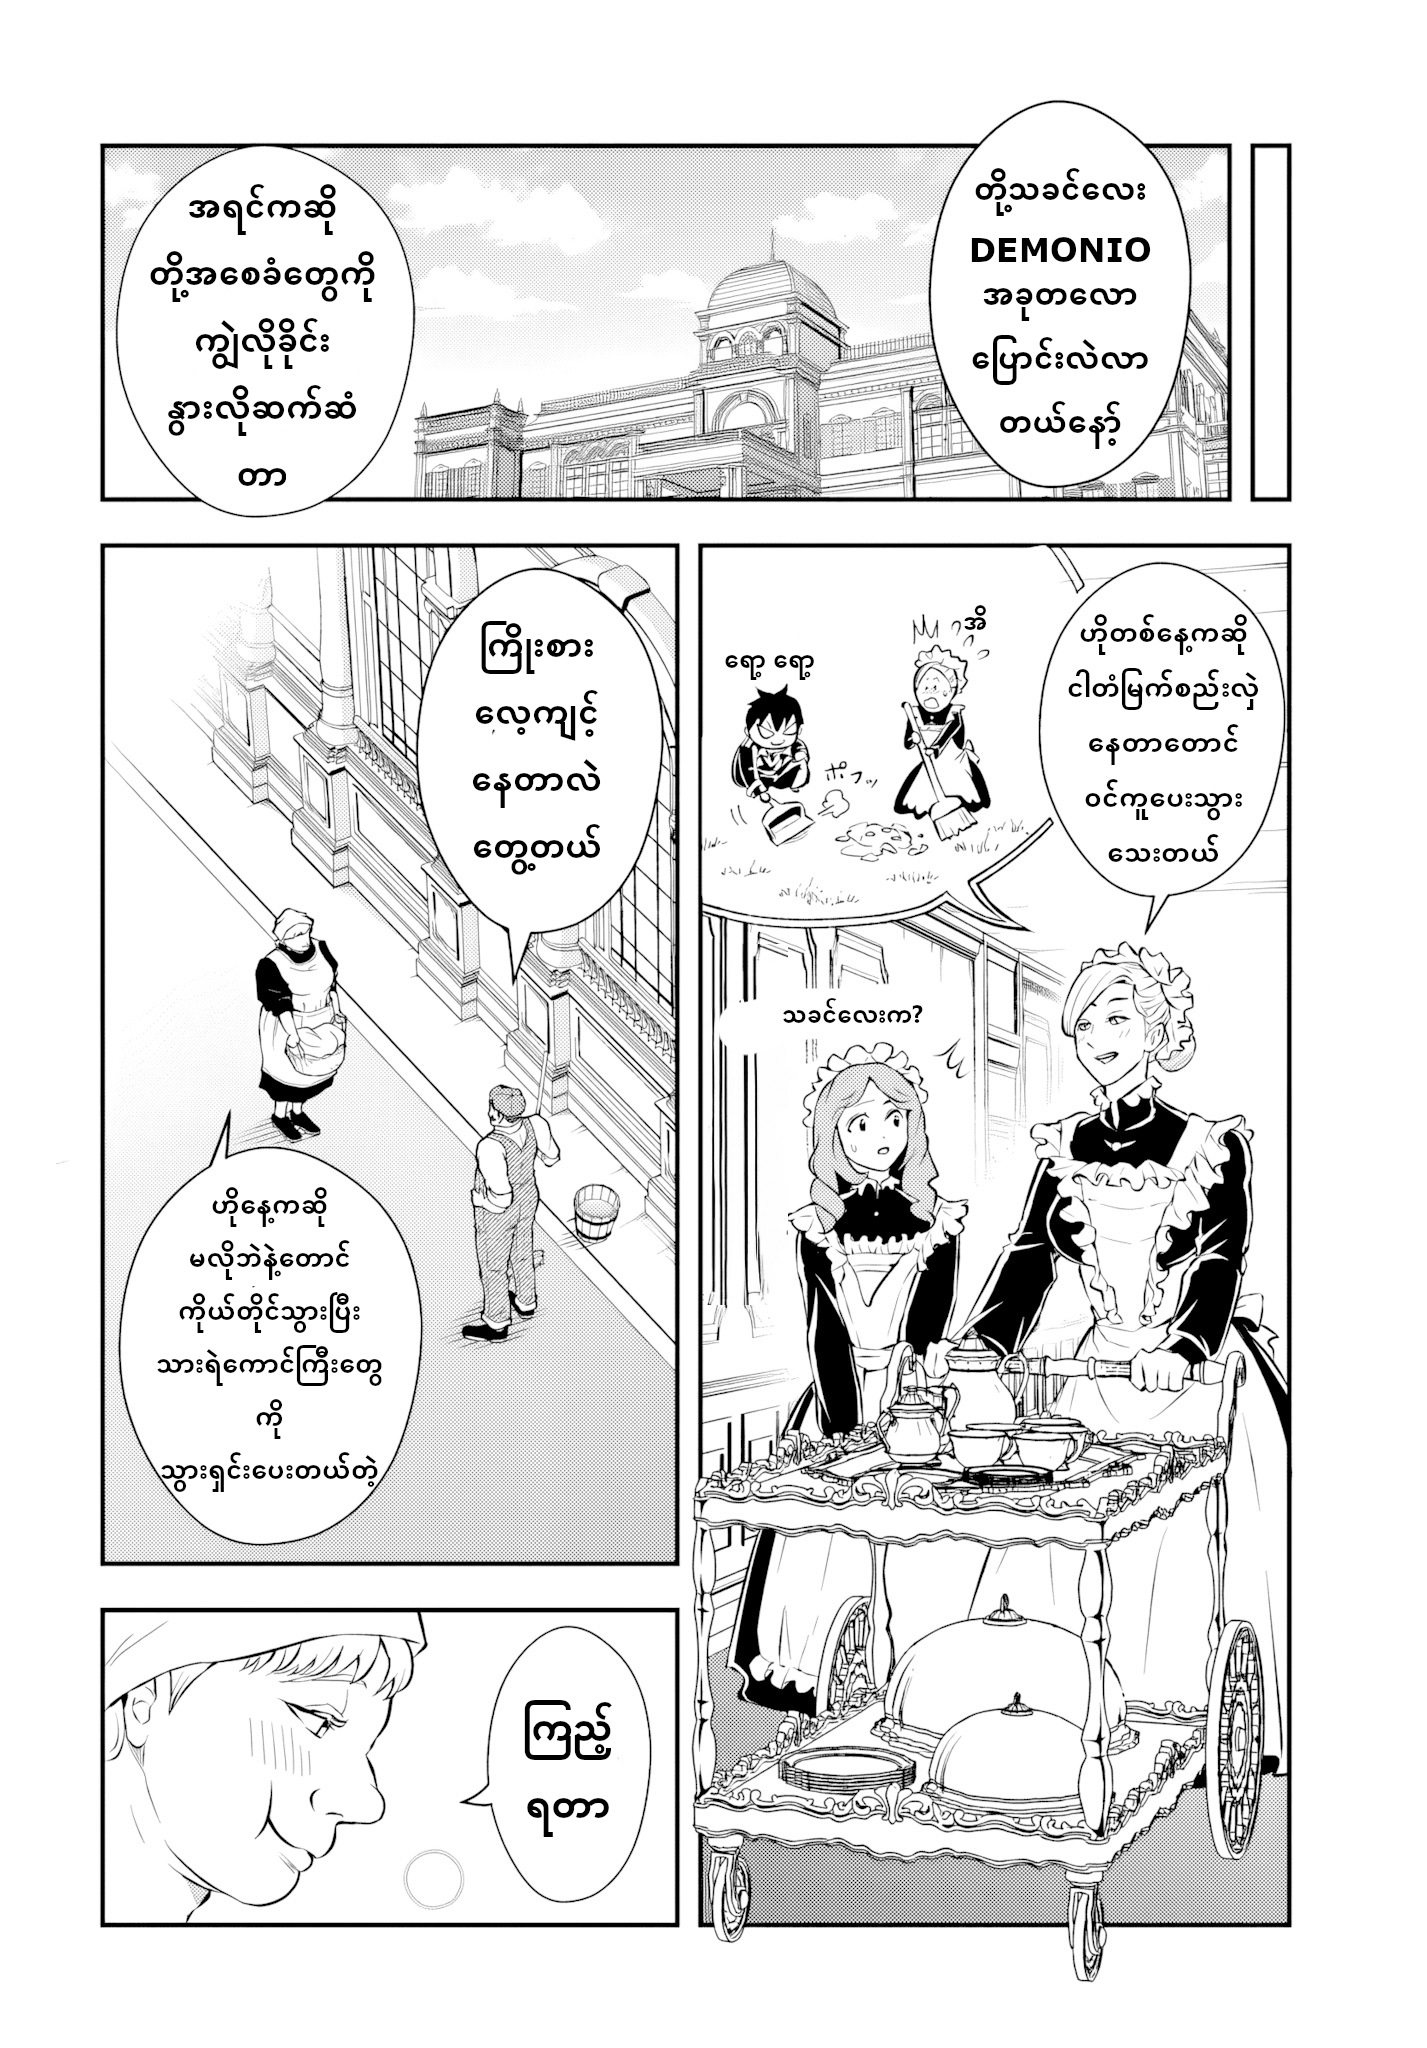 တို့သခင်လေး
DEMONIO
အခုတလော
ပြောင်းလဲလာ
တယ်နော့်
အရင်ကဆို
တို့အစေခံတွေကို
ကျွဲလိုခိုင်း
နွားလိုဆက်ဆံ
တာ
ဟိုတစ်နေ့ကဆို
ငါတံမြက်စည်းလှဲ
နေတာတောင်
ဝင်ကူပေးသွား
သေးတယ်
အိ
ရော့ ရော့
ポフッ
သခင်လေးက?
ကြိုးစား
လေ့ကျင့်
နေတာလဲ
တွေ့တယ်
ဟိုနေ့ကဆို
မလိုဘဲနဲ့တောင်
ကိုယ်တိုင်သွားပြီး
သားရဲကောင်ကြီးတွေ
ကို
သွားရှင်းပေးတယ်တဲ့
ကြည့်
ရတာ